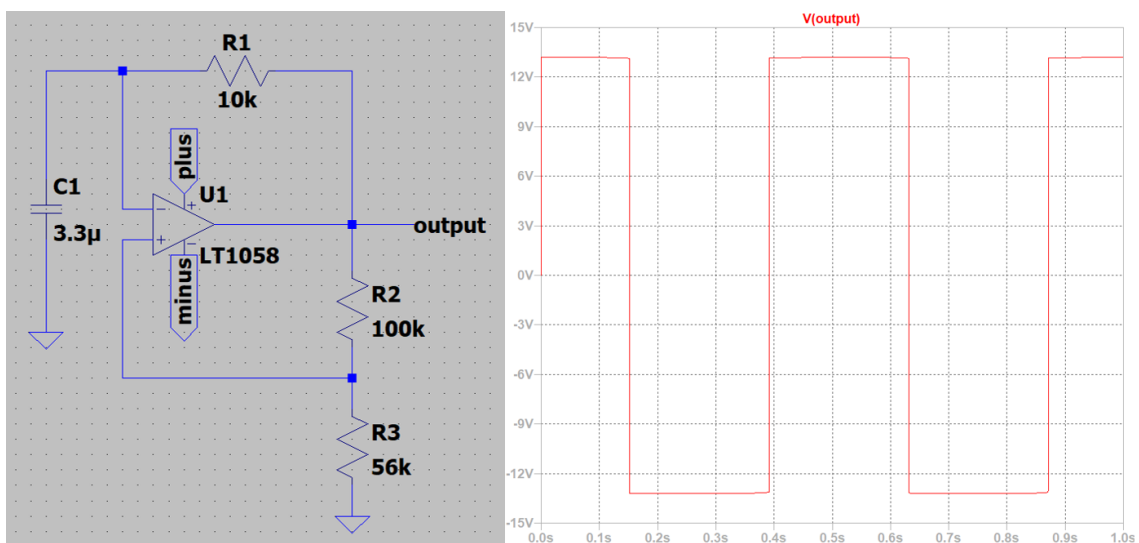 R1
10k
plus
C1
3.3µ
U1
LT1058
minus
output
R2
100k
R3
56k
V(output)
15V
12V
9V
6V
3V
0V
-3V
-6V
-9V
-12V
-15V
0.0s 0.1s 0.2s 0.3s 0.4s 0.5s 0.6s 0.7s 0.8s 0.9s 1.0s